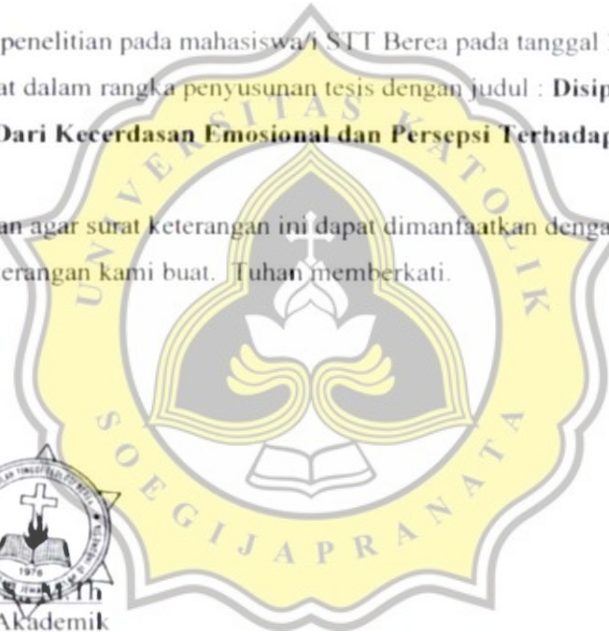 penelitian pada mahasiswa/i STT Berea pada tanggal
at dalam rangka penyusunan tesis dengan judul : Disip
Dari Kecerdasan Emosional dan Persepsi Terhadap
an agar surat keterangan ini dapat dimanfaatkan denga
terangan kami buat. Tuhan memberkati.
UNIVERSITAS KATOLIK
SOEGIJAPRANATA
1976
S., M.Th
Akademik